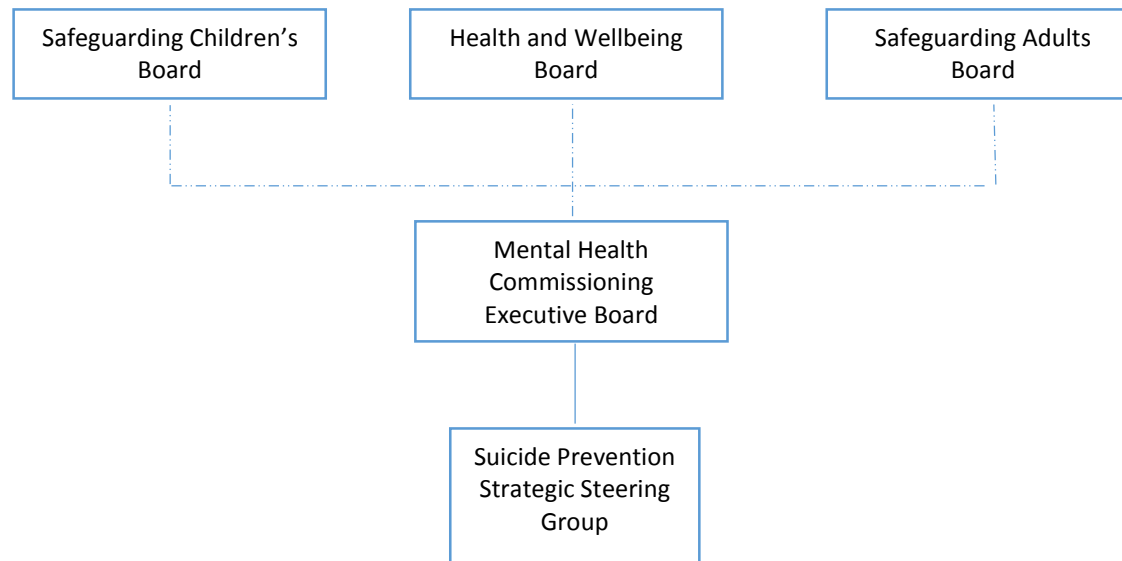 Safeguarding Children’s
Board
Health and Wellbeing
Board
Safeguarding Adults
Board
Mental Health
Commissioning
Executive Board
Suicide Prevention
Strategic Steering
Group